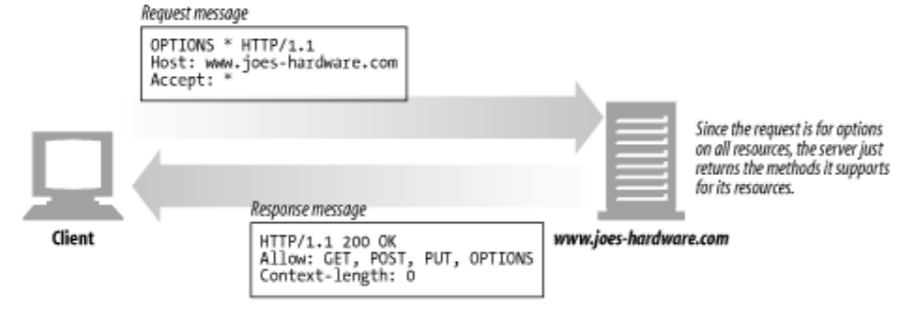 Request message
OPTIONS * HTTP/1.1
Host: www.joes-hardware.com
Accept: *
Since the request is for options
on all resources, the server just
returns the methods it supports
for its resources.
Client
Response message
www.joes-hardware.com
HTTP/1.1 200 OK
Allow: GET, POST, PUT, OPTIONS
Context-length: 0